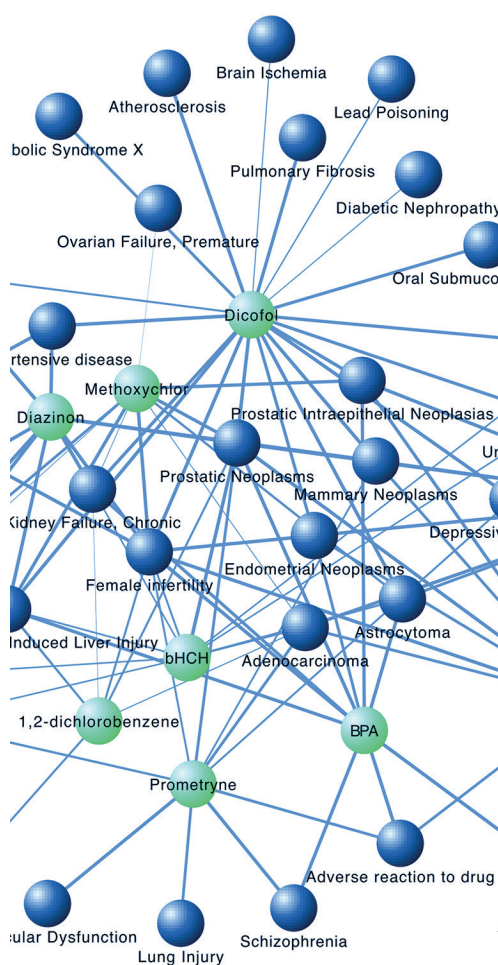 Brain Ischemia
Atherosclerosis
Lead Poisoning
bolic Syndrome X
Pulmonary Fibrosis
Diabetic Nephropathy
Ovarian Failure, Premature
Oral Submuco
Dicofol
rtensive disease
Methoxychlor
Diazinon
Prostatic Intraepithelial Neoplasias
Ur
Prostatic Neoplasms
Mammary Neoplasms
Kidney Failure, Chronic
Depressiv
Endometrial Neoplasms
Female infertility
Astrocytoma
Induced Liver Injury
bHCH
Adenocarcinoma
1,2-dichlorobenzene
BPA
Prometryne
Adverse reaction to drug
cular Dysfunction
Schizophrenia
Lung Injury